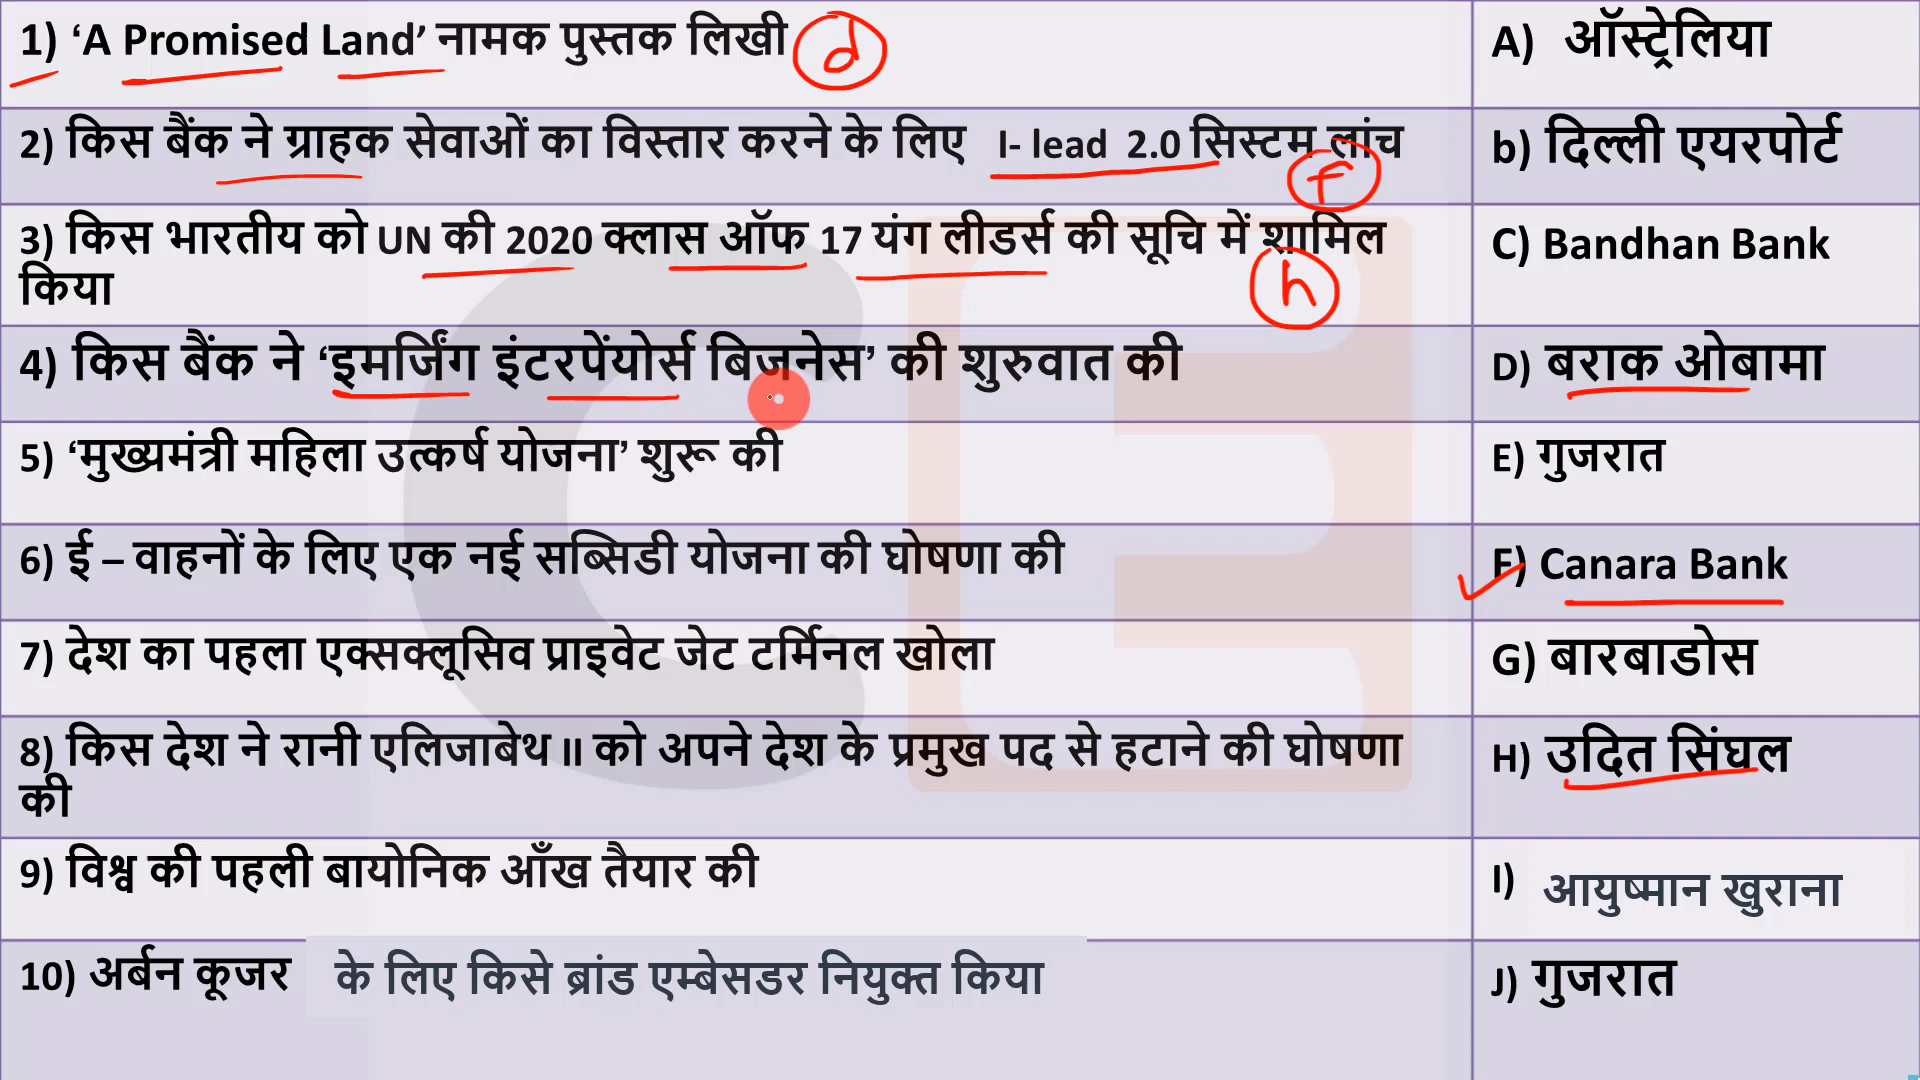 1) ‘A Promised Land’ नामक पुस्तक लिखी d
A) ऑस्ट्रेलिया
2) किस बैंक ने ग्राहक सेवाओं का विस्तार करने के लिए I- lead 2.0 सिस्टम लांच
f
b) दिल्ली एयरपोर्ट
3) किस भारतीय को UN की 2020 क्लास ऑफ 17 यंग लीडर्स की सूचि में शामिल
किया
h
C) Bandhan Bank
4) किस बैंक ने ‘इमर्जिंग इंटरपेंयोर्स बिजनेस’ की शुरुवात की
D) बराक ओबामा
5) ‘मुख्यमंत्री महिला उत्कर्ष योजना’ शुरू की
E) गुजरात
6) ई – वाहनों के लिए एक नई सब्सिडी योजना की घोषणा की
F) Canara Bank
7) देश का पहला एक्सक्लूसिव प्राइवेट जेट टर्मिनल खोला
G) बारबाडोस
8) किस देश ने रानी एलिजाबेथ II को अपने देश के प्रमुख पद से हटाने की घोषणा
की
H) उदित सिंघल
9) विश्व की पहली बायोनिक आँख तैयार की
I) आयुष्मान खुराना
10) अर्बन कूजर के लिए किसे ब्रांड एम्बेसडर नियुक्त किया
J) गुजरात